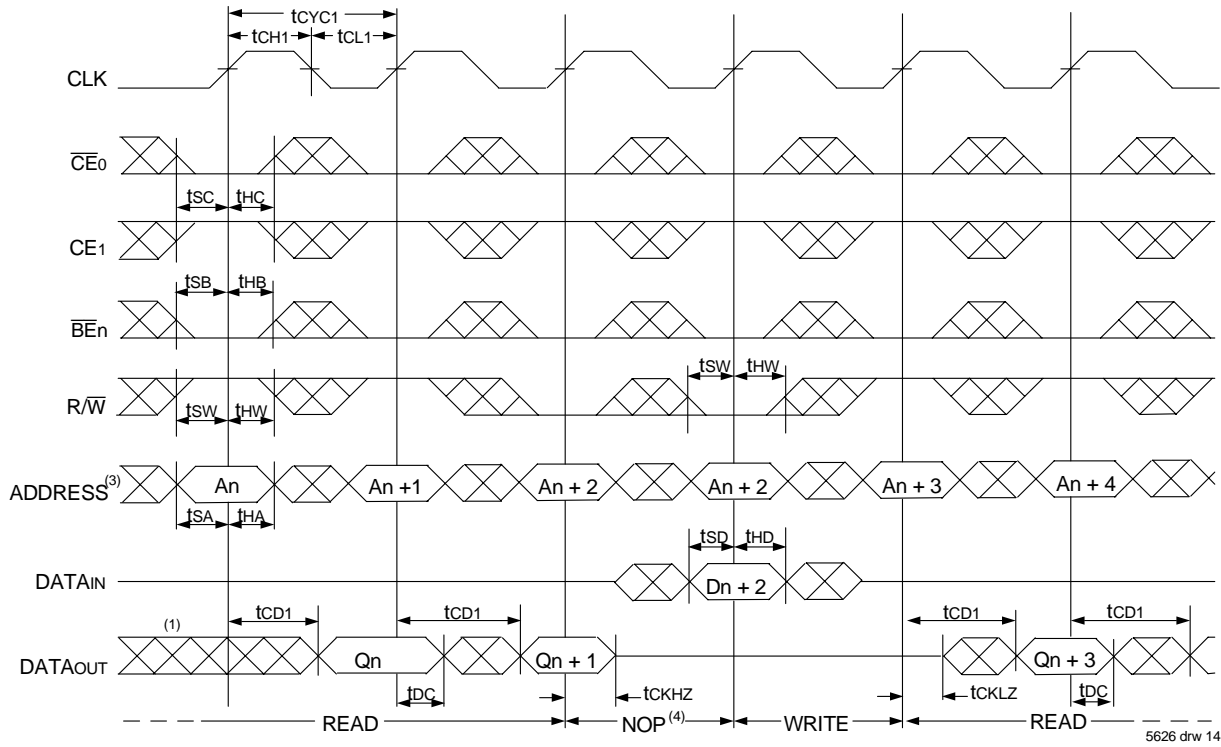 tCYC1
tCH1 tCL1
CLK
CE0
tSC tHC
CE1
tSB tHB
BEn
tSW tHW
R/W
tSW tHW
ADDRESS(3) An An +1 An + 2 An + 2 An + 3 An + 4
tSA tHA
tSD tHD
DATAIN Dn + 2
(1) tCD1 tCD1 tCD1 tCD1
DATAOUT Qn Qn + 1 Qn + 3
tDC tCKHZ tCKLZ tDC
READ NOP(4) WRITE READ
5626 drw 14